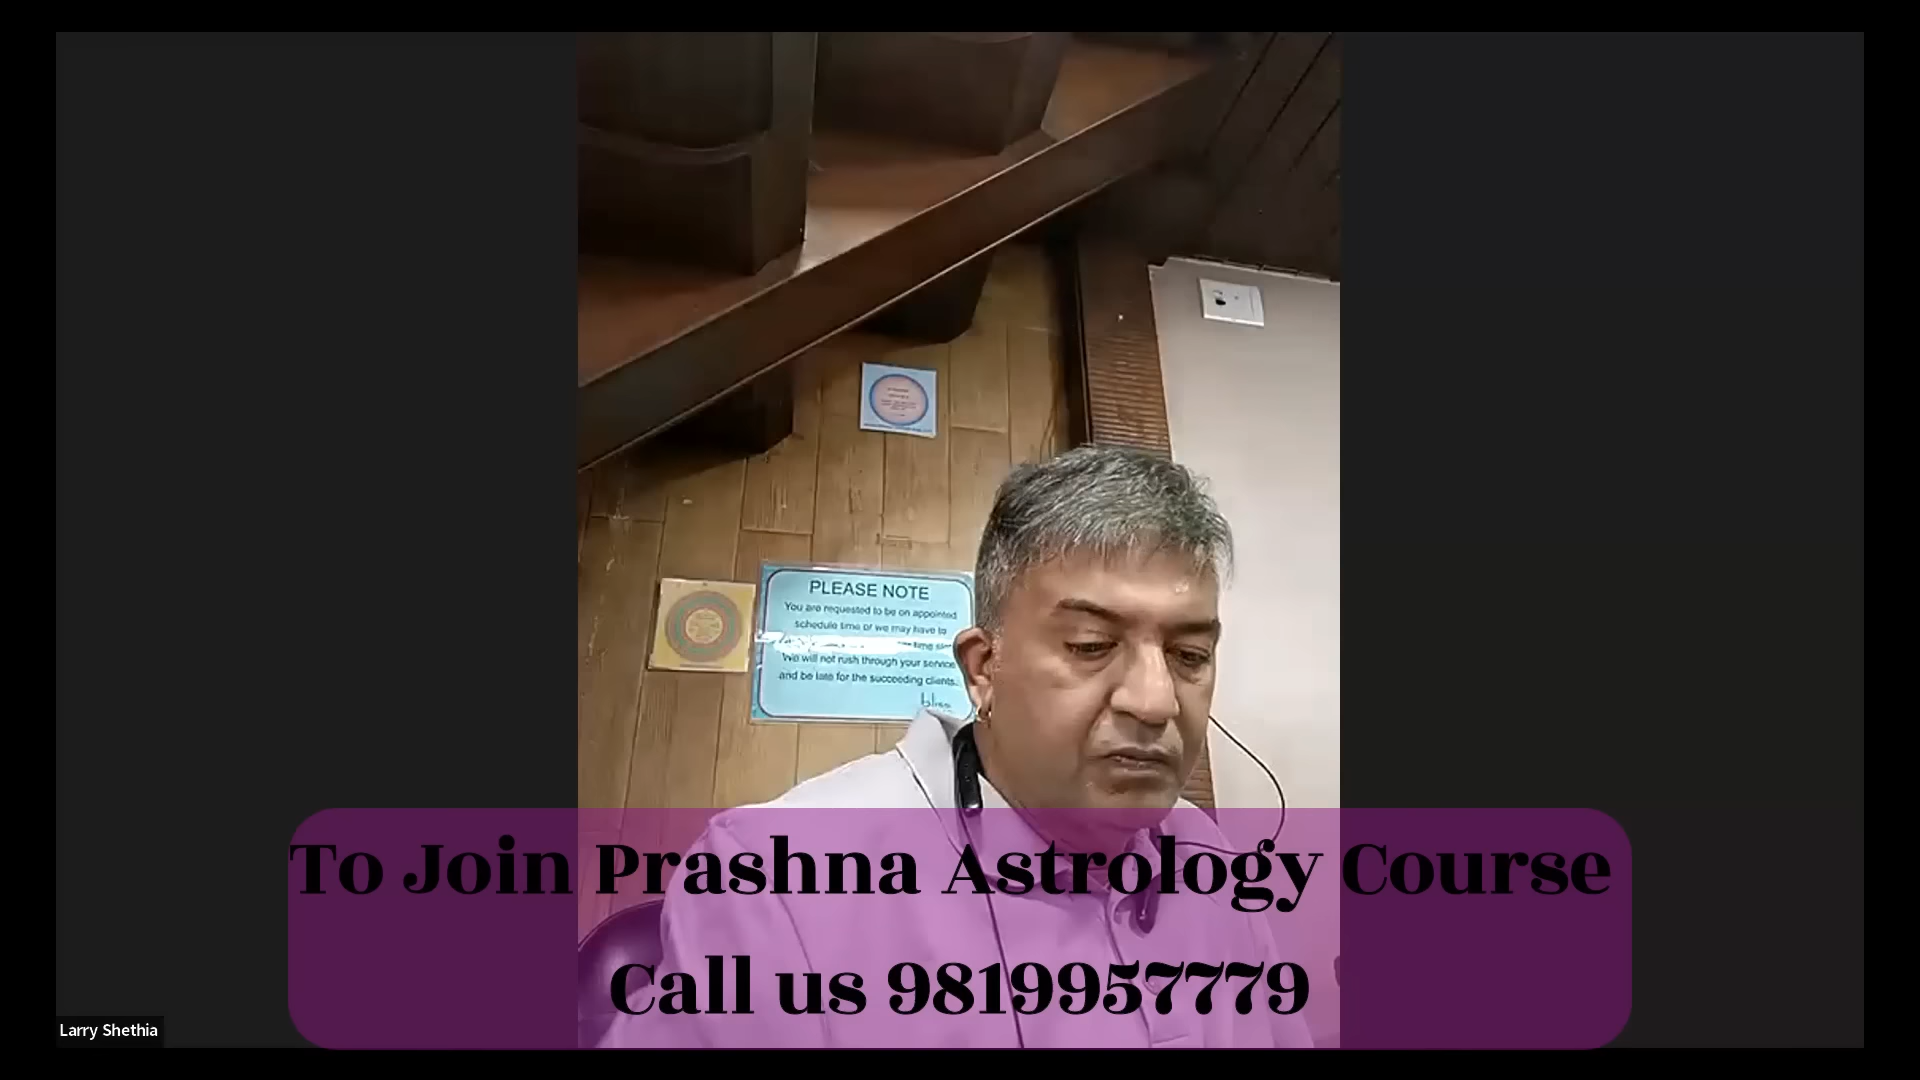 PLEASE NOTE
You are requested to be on appointed
schedule time or we may have to
time
We will not rush through your service
and be late for the succeeding clients.
bliss
To Join Prashna Astrology Course
Call us 9819957779
Larry Shethia